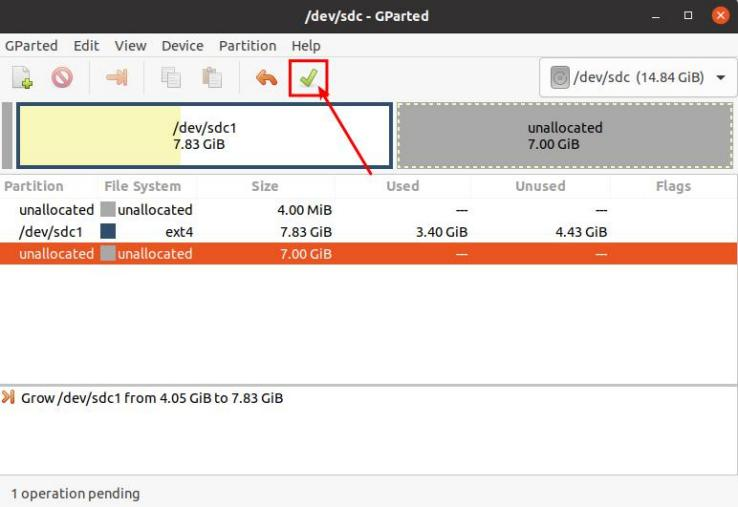 /dev/sdc - GParted
GParted Edit View Device Partition Help
/dev/sdc (14.84 GiB)
/dev/sdc1
7.83 GiB
unallocated
7.00 GiB
Partition File System Size Used Unused Flags
unallocated unallocated 4.00 MiB --- ---
/dev/sdc1 ext4 7.83 GiB 3.40 GiB 4.43 GiB
unallocated unallocated 7.00 GiB --- ---
Grow /dev/sdc1 from 4.05 GiB to 7.83 GiB
1 operation pending